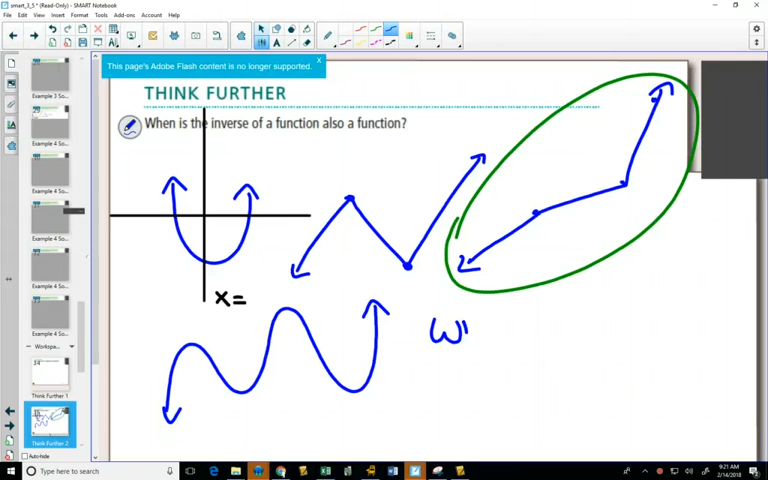 smart_3_5 * (Read-Only) - SMART Notebook
File Edit View Insert Format Tools Add-ons Account Help
This page's Adobe Flash content is no longer supported. X
THINK FURTHER
When is the inverse of a function also a function?
x=
Example 3 So...
Example 4 So...
Example 4 So...
Example 4 So...
Example 4 So...
Workspa...
34
Think Further 1
Think Further 2
Auto-hide
Type here to search
9:21 AM
2/14/2018